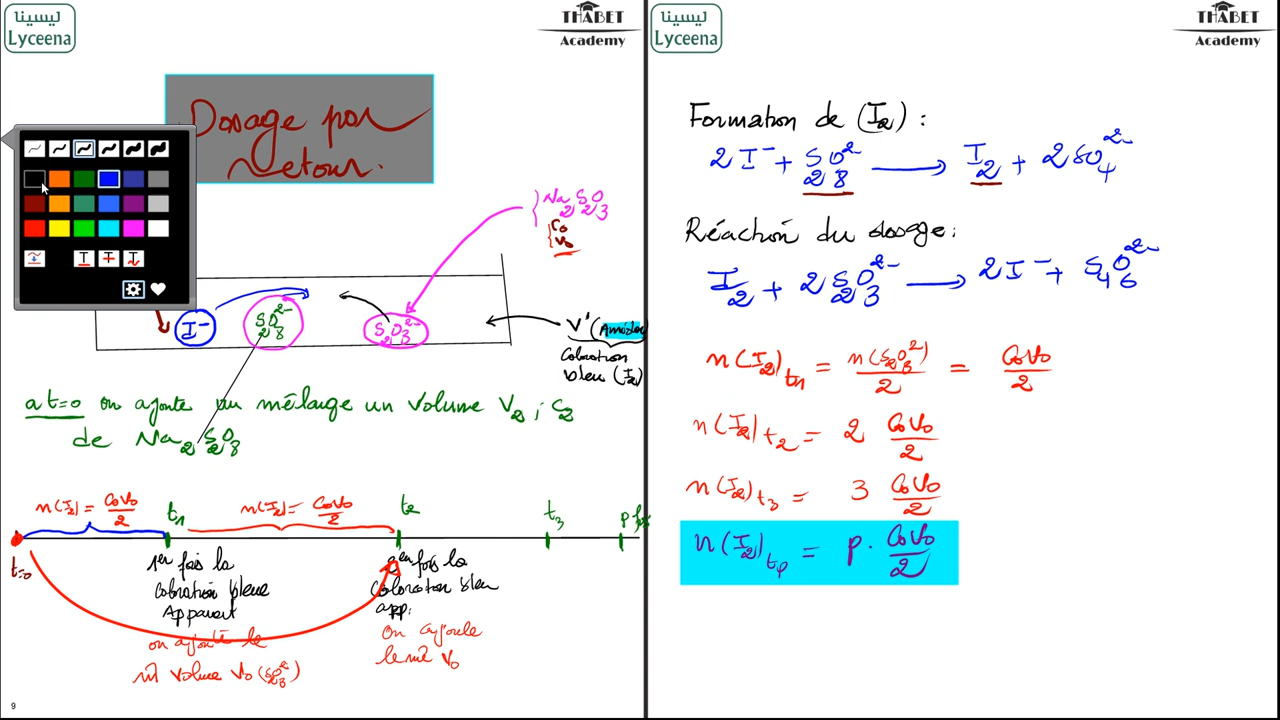 ليسينا
Lyceena
THABET
Academy
Dosage par
retour.
Na₂S₂O₃
C₀
V₀
I⁻
S₂O₈²⁻
S₂O₃²⁻
V' (Amidon)
Coloration
bleu (I₂)
à t=0 on ajoute au mélange un volume V₂ ; C₂
de Na₂S₂O₈
n(I₂) = C₀V₀/2
t₁
n(I₂) = C₀V₀/2
t₂
t₃
t=0
1er fois la
coloration bleue
Apparait
on ajoute le
m̂ volume V₀ (S₂O₃²⁻)
2em fois la
Coloration bleu
app.
On ajoute
le m̂ V₀
9
ليسينا
Lyceena
THABET
Academy
Formation de (I₂) :
2I⁻ + S₂O₈²⁻ → I₂ + 2SO₄²⁻
Réaction du dosage :
I₂ + 2S₂O₃²⁻ → 2I⁻ + S₄O₆²⁻
n(I₂)t₁ = n(S₂O₃²⁻)/2 = C₀V₀/2
n(I₂)t₂ = 2 C₀V₀/2
n(I₂)t₃ = 3 C₀V₀/2
n(I₂)tp = p · C₀V₀/2